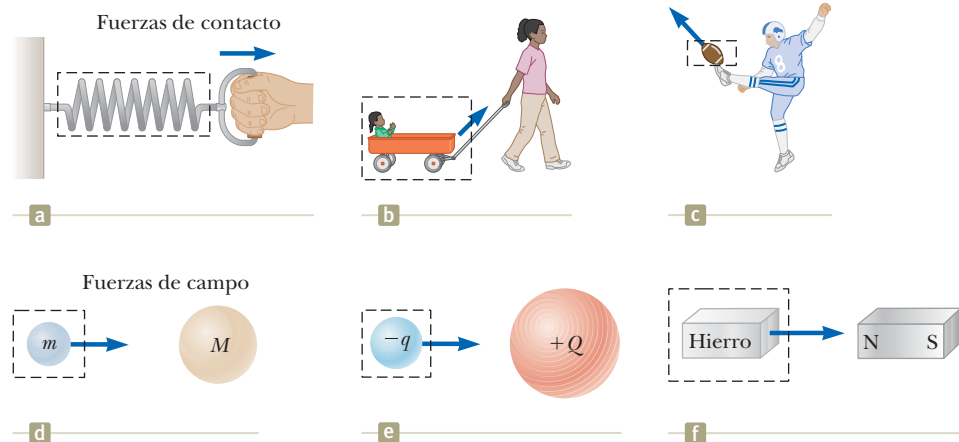 Fuerzas de contacto
8
a
b
c
Fuerzas de campo
m
M
−q
+Q
Hierro
N
S
d
e
f